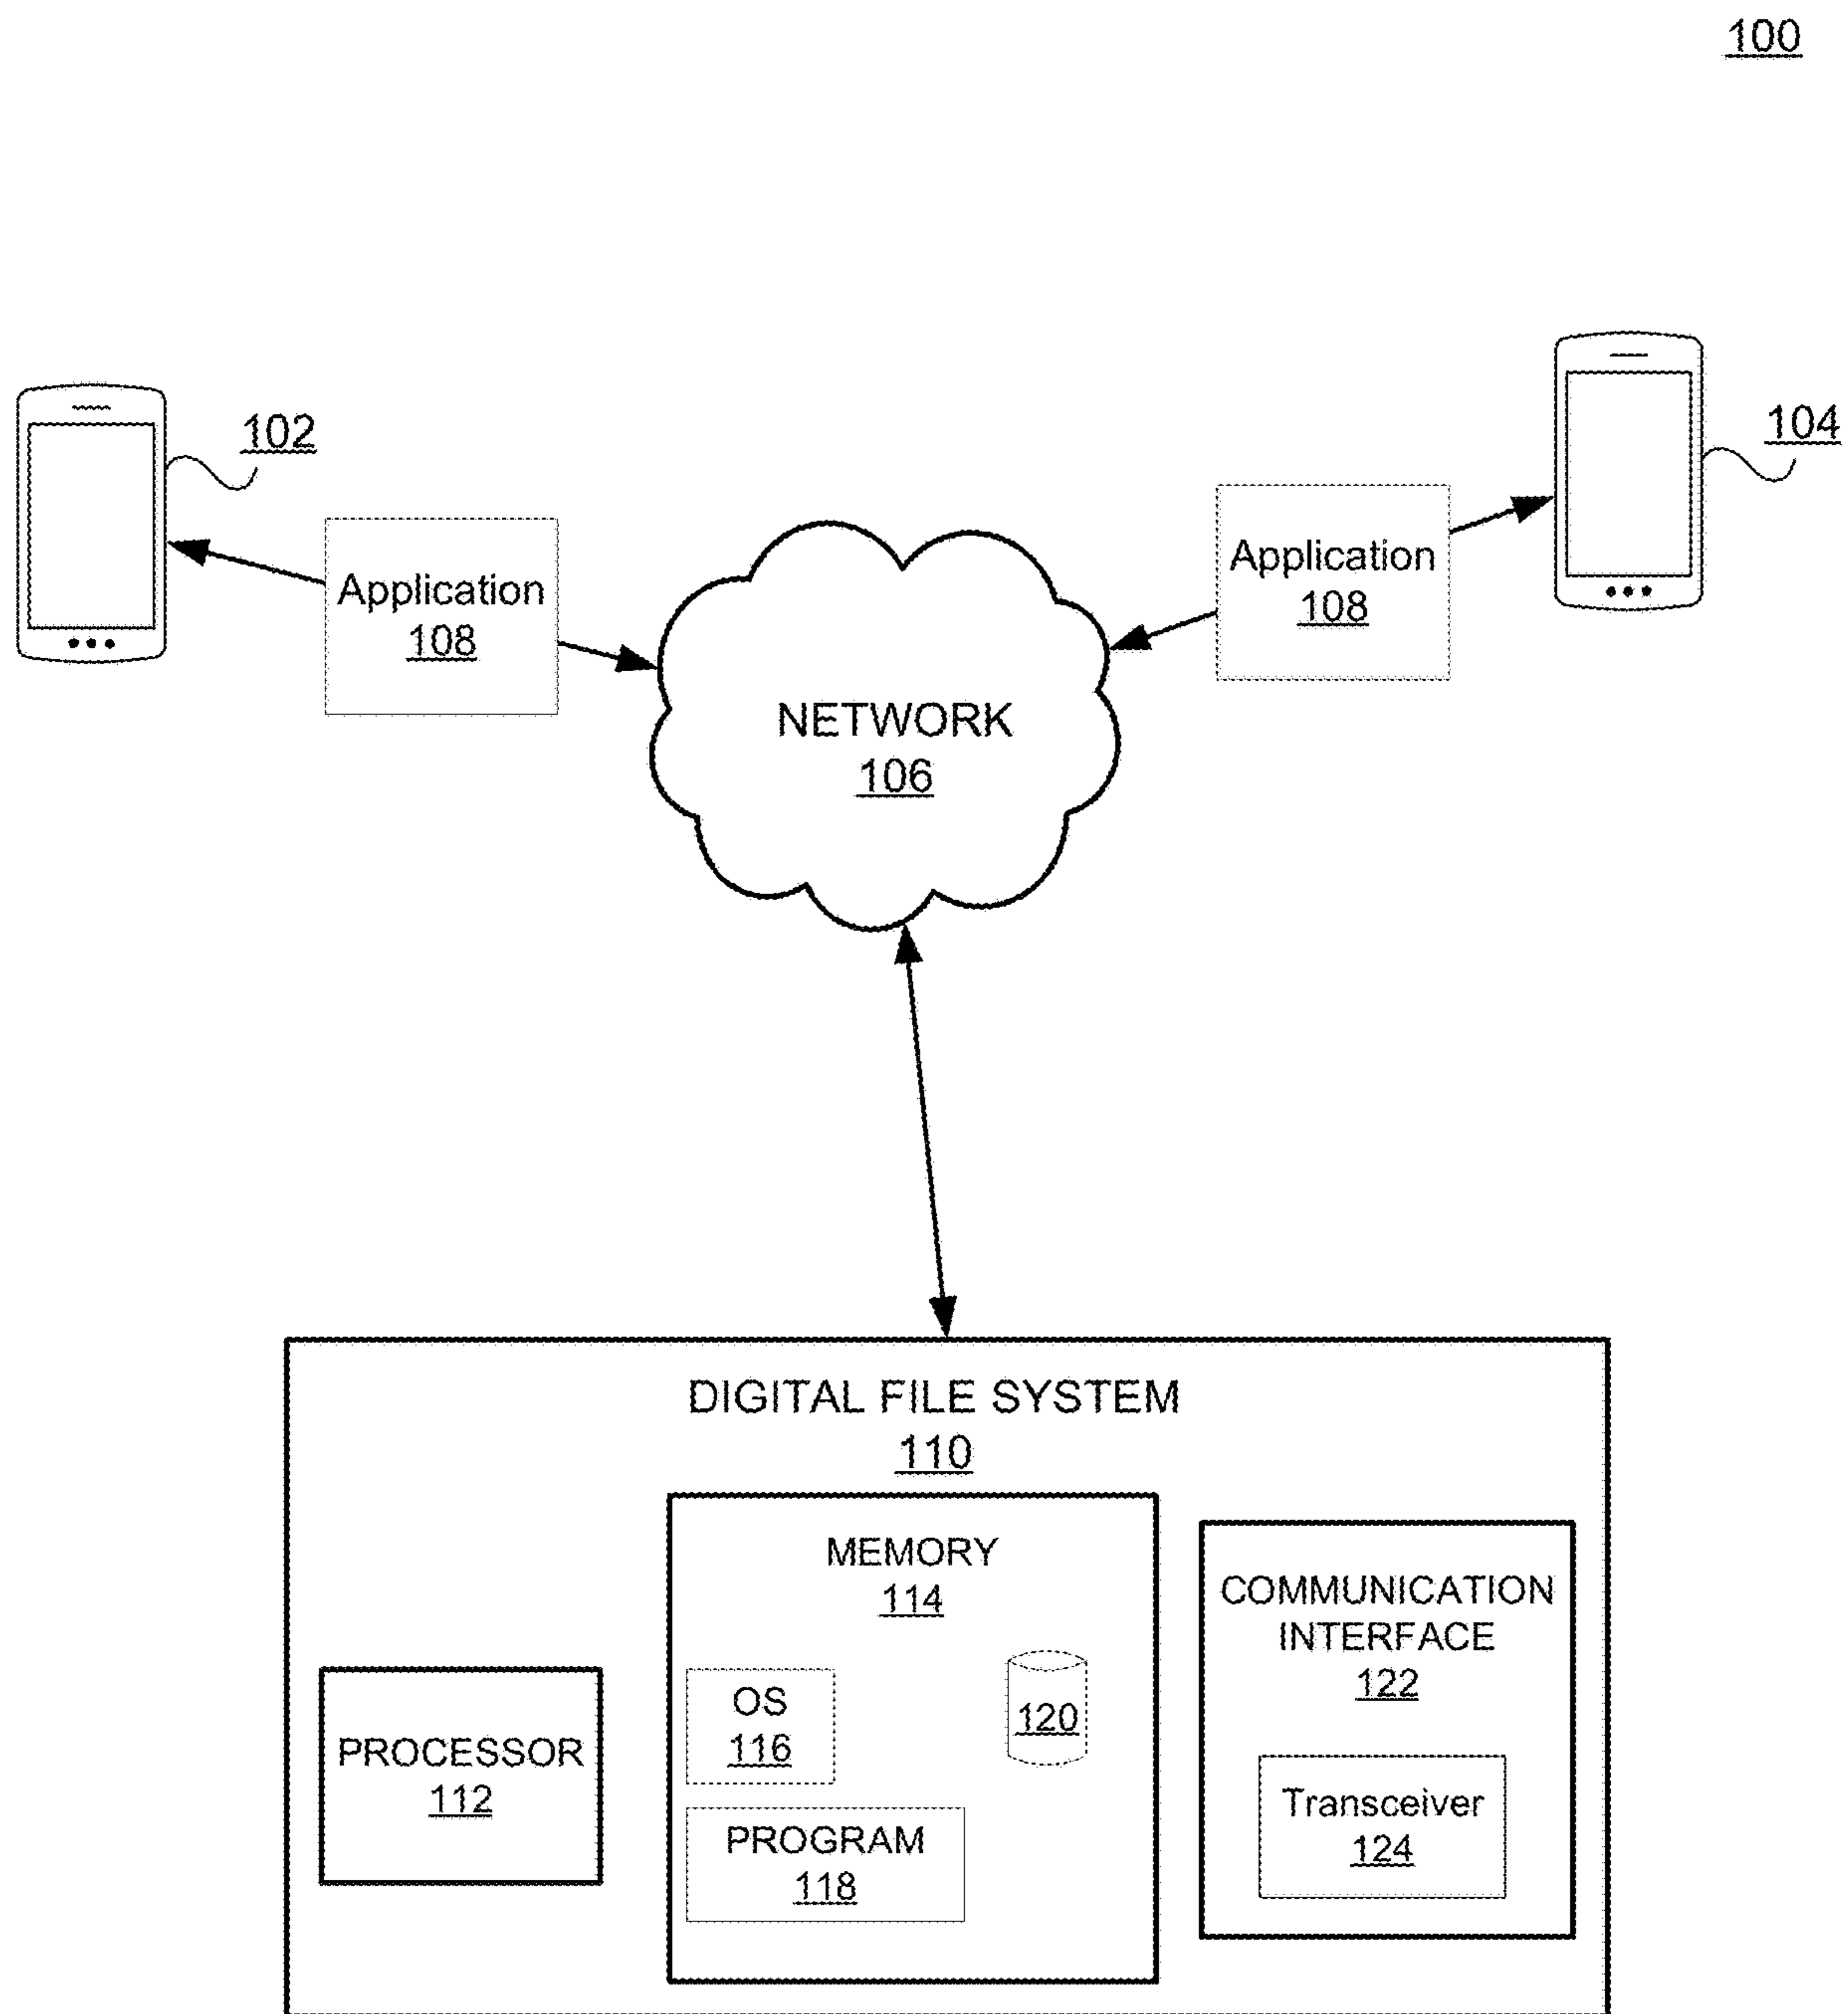 100
102
104
Application
108
Application
108
NETWORK
106
DIGITAL FILE SYSTEM
110
MEMORY
114
COMMUNICATION
INTERFACE
122
OS
116
120
PROCESSOR
112
Transceiver
124
PROGRAM
118